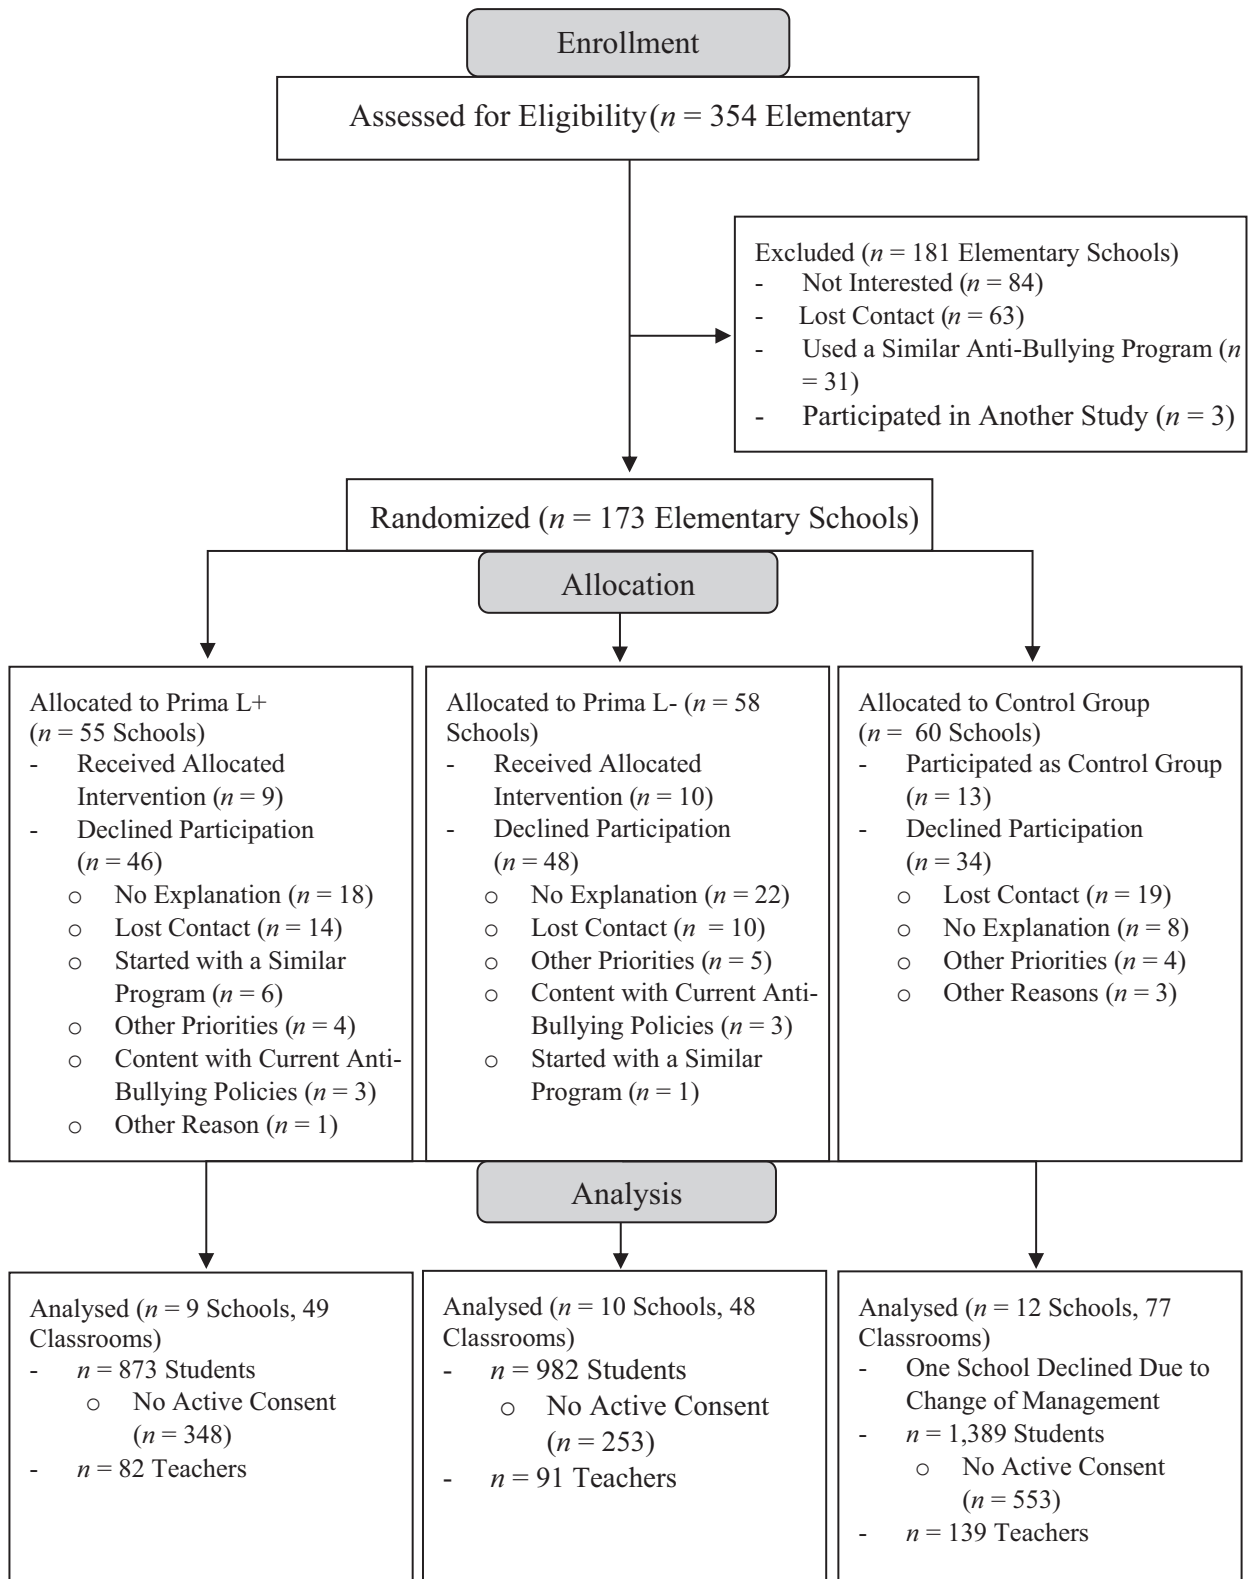 Enrollment
Assessed for Eligibility(n = 354 Elementary
Excluded (n = 181 Elementary Schools)
- Not Interested (n = 84)
- Lost Contact (n = 63)
- Used a Similar Anti-Bullying Program (n
= 31)
- Participated in Another Study (n = 3)
Randomized (n = 173 Elementary Schools)
Allocation
Allocated to Prima L+
(n = 55 Schools)
- Received Allocated
Intervention (n = 9)
- Declined Participation
(n = 46)
o No Explanation (n = 18)
o Lost Contact (n = 14)
o Started with a Similar
Program (n = 6)
o Other Priorities (n = 4)
o Content with Current Anti-
Bullying Policies (n = 3)
o Other Reason (n = 1)
Allocated to Prima L- (n = 58
Schools)
- Received Allocated
Intervention (n = 10)
- Declined Participation
(n = 48)
o No Explanation (n = 22)
o Lost Contact (n = 10)
o Other Priorities (n = 5)
o Content with Current Anti-
Bullying Policies (n = 3)
o Started with a Similar
Program (n = 1)
Allocated to Control Group
(n = 60 Schools)
- Participated as Control Group
(n = 13)
- Declined Participation
(n = 34)
o Lost Contact (n = 19)
o No Explanation (n = 8)
o Other Priorities (n = 4)
o Other Reasons (n = 3)
Analysis
Analysed (n = 9 Schools, 49
Classrooms)
- n = 873 Students
o No Active Consent
(n = 348)
- n = 82 Teachers
Analysed (n = 10 Schools, 48
Classrooms)
- n = 982 Students
o No Active Consent
(n = 253)
- n = 91 Teachers
Analysed (n = 12 Schools, 77
Classrooms)
- One School Declined Due to
Change of Management
- n = 1,389 Students
o No Active Consent
(n = 553)
- n = 139 Teachers